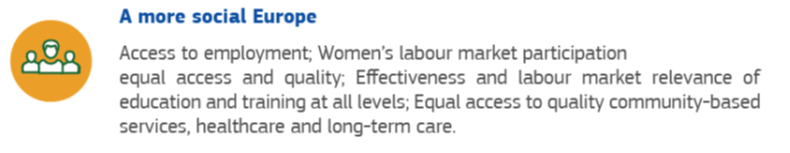 A more social Europe
Access to employment; Women's labour market participation
equal access and quality; Effectiveness and labour market relevance of
education and training at all levels; Equal access to quality community-based
services, healthcare and long-term care.